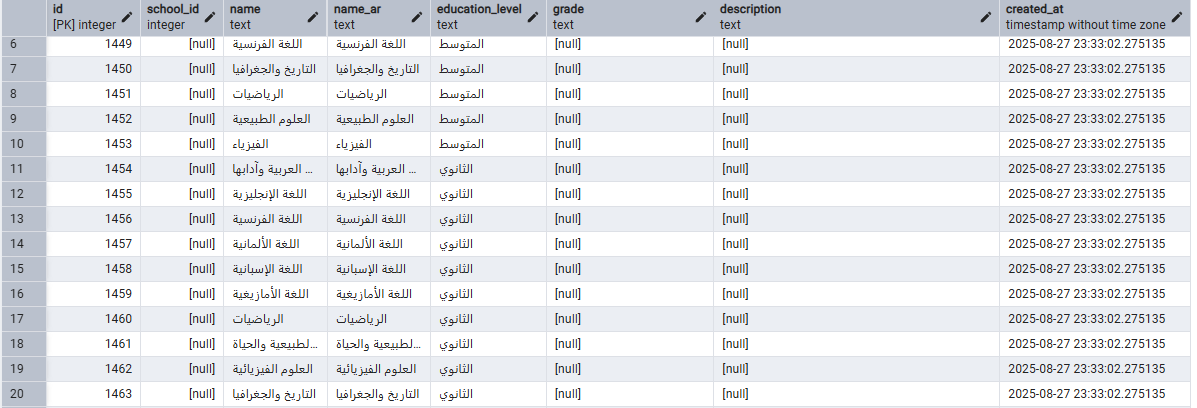 id school_id name name_ar education_level grade description created_at
[PK] integer integer text text text text text timestamp without time zone
6 1449 [null] اللغة الفرنسية اللغة الفرنسية المتوسط [null] [null] 2025-08-27 23:33:02.275135
7 1450 [null] التاريخ والجغرافيا التاريخ والجغرافيا المتوسط [null] [null] 2025-08-27 23:33:02.275135
8 1451 [null] الرياضيات الرياضيات المتوسط [null] [null] 2025-08-27 23:33:02.275135
9 1452 [null] العلوم الطبيعية العلوم الطبيعية المتوسط [null] [null] 2025-08-27 23:33:02.275135
10 1453 [null] الفيزياء الفيزياء المتوسط [null] [null] 2025-08-27 23:33:02.275135
11 1454 [null] العربية وآدابها ... العربية وآدابها ... الثانوي [null] [null] 2025-08-27 23:33:02.275135
12 1455 [null] اللغة الإنجليزية اللغة الإنجليزية الثانوي [null] [null] 2025-08-27 23:33:02.275135
13 1456 [null] اللغة الفرنسية اللغة الفرنسية الثانوي [null] [null] 2025-08-27 23:33:02.275135
14 1457 [null] اللغة الألمانية اللغة الألمانية الثانوي [null] [null] 2025-08-27 23:33:02.275135
15 1458 [null] اللغة الإسبانية اللغة الإسبانية الثانوي [null] [null] 2025-08-27 23:33:02.275135
16 1459 [null] اللغة الأمازيغية اللغة الأمازيغية الثانوي [null] [null] 2025-08-27 23:33:02.275135
17 1460 [null] الرياضيات الرياضيات الثانوي [null] [null] 2025-08-27 23:33:02.275135
18 1461 [null] لطبيعية والحياة... لطبيعية والحياة... الثانوي [null] [null] 2025-08-27 23:33:02.275135
19 1462 [null] العلوم الفيزيائية العلوم الفيزيائية الثانوي [null] [null] 2025-08-27 23:33:02.275135
20 1463 [null] التاريخ والجغرافيا التاريخ والجغرافيا الثانوي [null] [null] 2025-08-27 23:33:02.275135